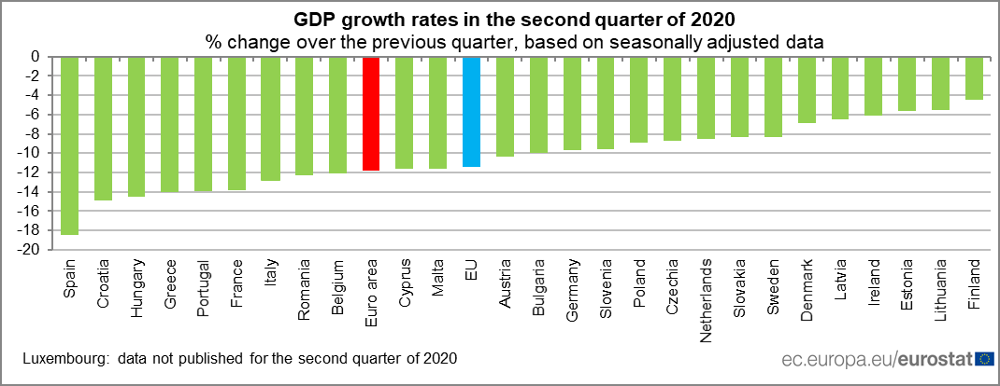 GDP growth rates in the second quarter of 2020
% change over the previous quarter, based on seasonally adjusted data
0
-2
-4
-6
-8
-10
-12
-14
-16
-18
-20
Spain
Croatia
Hungary
Greece
Portugal
France
Italy
Romania
Belgium
Euro area
Cyprus
Malta
EU
Austria
Bulgaria
Germany
Slovenia
Poland
Czechia
Netherlands
Slovakia
Sweden
Denmark
Latvia
Ireland
Estonia
Lithuania
Finland
Luxembourg: data not published for the second quarter of 2020
ec.europa.eu/eurostat